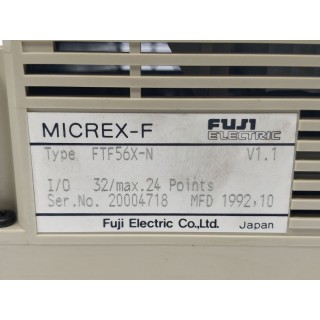 MICREX-F FUJI ELECTRIC
Type FTF56X-N V1.1
I/O 32/max.24 Points
Ser.No. 20004718 MFD 1992,10
Fuji Electric Co.,Ltd. Japan